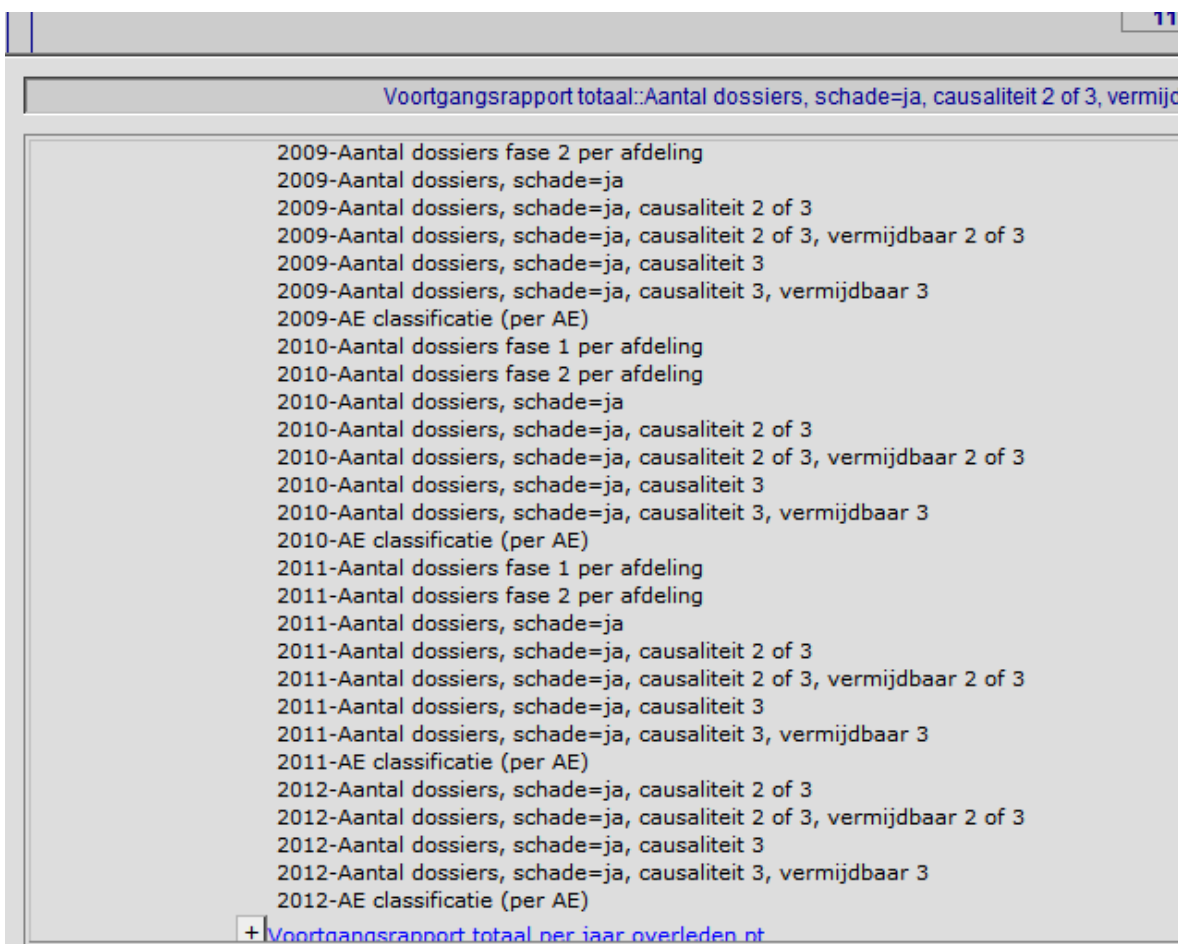 11
Voortgangsrapport totaal::Aantal dossiers, schade=ja, causaliteit 2 of 3,
2009-Aantal dossiers fase 2 per afdeling
2009-Aantal dossiers, schade=ja
2009-Aantal dossiers, schade=ja, causaliteit 2 of 3
2009-Aantal dossiers, schade=ja, causaliteit 2 of 3, vermijdbaar 2 of 3
2009-Aantal dossiers, schade=ja, causaliteit 3
2009-Aantal dossiers, schade=ja, causaliteit 3, vermijdbaar 3
2009-AE classificatie (per AE)
2010-Aantal dossiers fase 1 per afdeling
2010-Aantal dossiers fase 2 per afdeling
2010-Aantal dossiers, schade=ja
2010-Aantal dossiers, schade=ja, causaliteit 2 of 3
2010-Aantal dossiers, schade=ja, causaliteit 2 of 3, vermijdbaar 2 of 3
2010-Aantal dossiers, schade=ja, causaliteit 3
2010-Aantal dossiers, schade=ja, causaliteit 3, vermijdbaar 3
2010-AE classificatie (per AE)
2011-Aantal dossiers fase 1 per afdeling
2011-Aantal dossiers fase 2 per afdeling
2011-Aantal dossiers, schade=ja
2011-Aantal dossiers, schade=ja, causaliteit 2 of 3
2011-Aantal dossiers, schade=ja, causaliteit 2 of 3, vermijdbaar 2 of 3
2011-Aantal dossiers, schade=ja, causaliteit 3
2011-Aantal dossiers, schade=ja, causaliteit 3, vermijdbaar 3
2011-AE classificatie (per AE)
2012-Aantal dossiers, schade=ja, causaliteit 2 of 3
2012-Aantal dossiers, schade=ja, causaliteit 2 of 3, vermijdbaar 2 of 3
2012-Aantal dossiers, schade=ja, causaliteit 3
2012-Aantal dossiers, schade=ja, causaliteit 3, vermijdbaar 3
2012-AE classificatie (per AE)
+ Voortgangsrapport totaal per jaar overleden pt